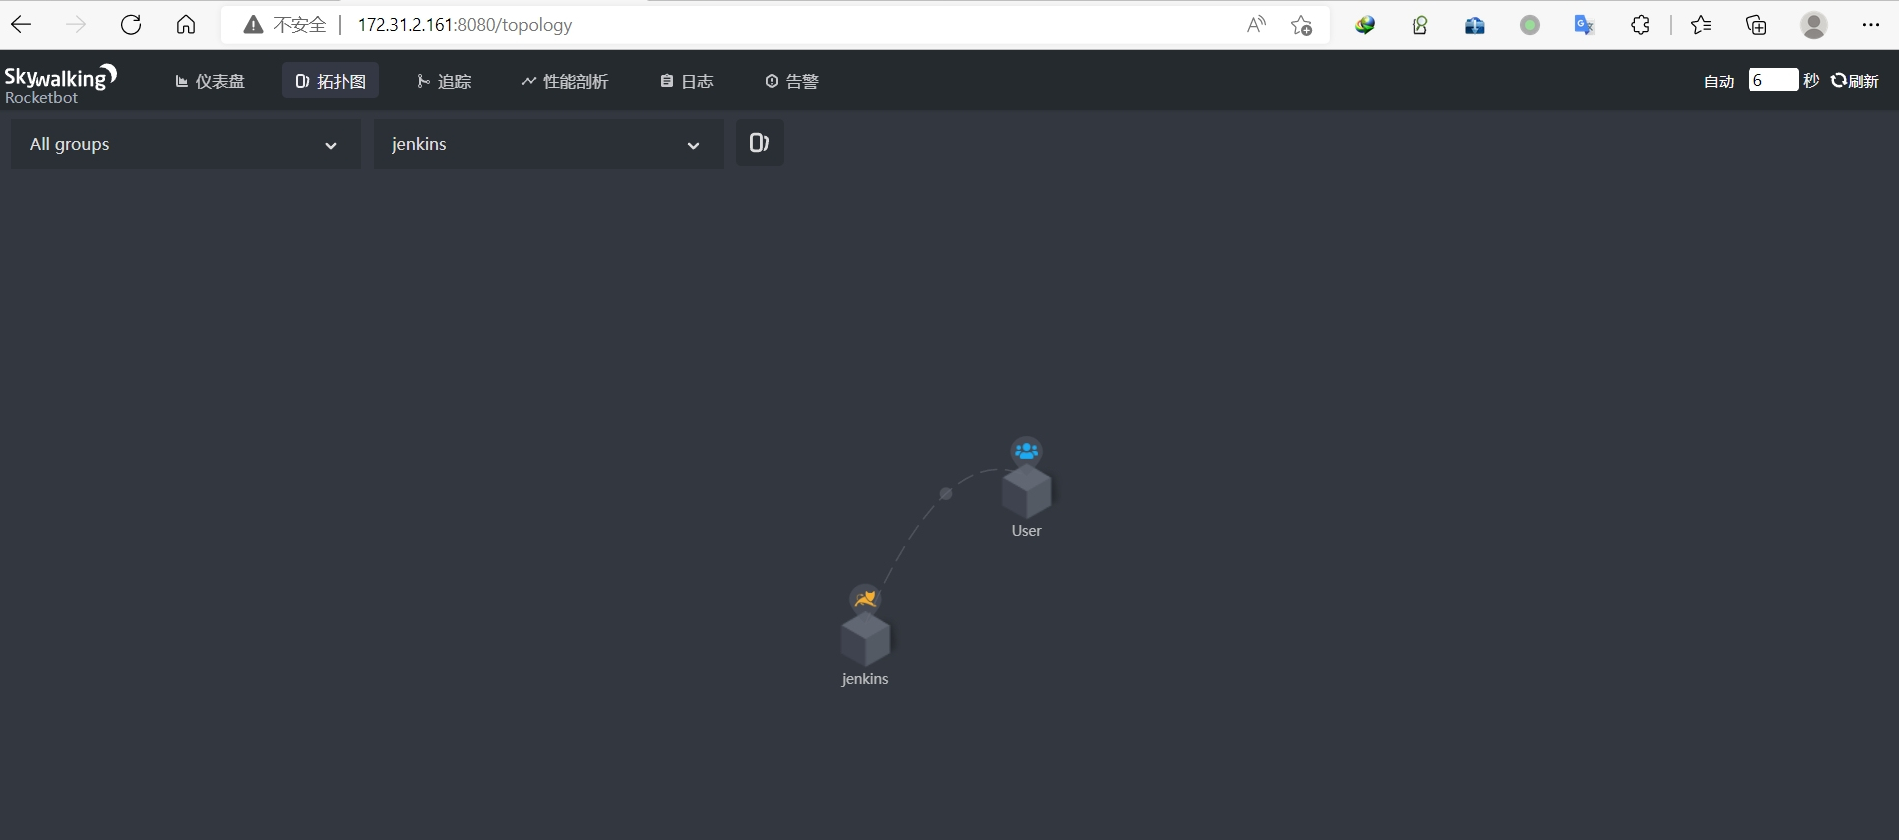 不安全 | 172.31.2.161:8080/topology
Skywalking
Rocketbot
仪表盘 拓扑图 追踪 性能剖析 日志 告警 自动 6 秒 刷新
All groups jenkins
User
jenkins